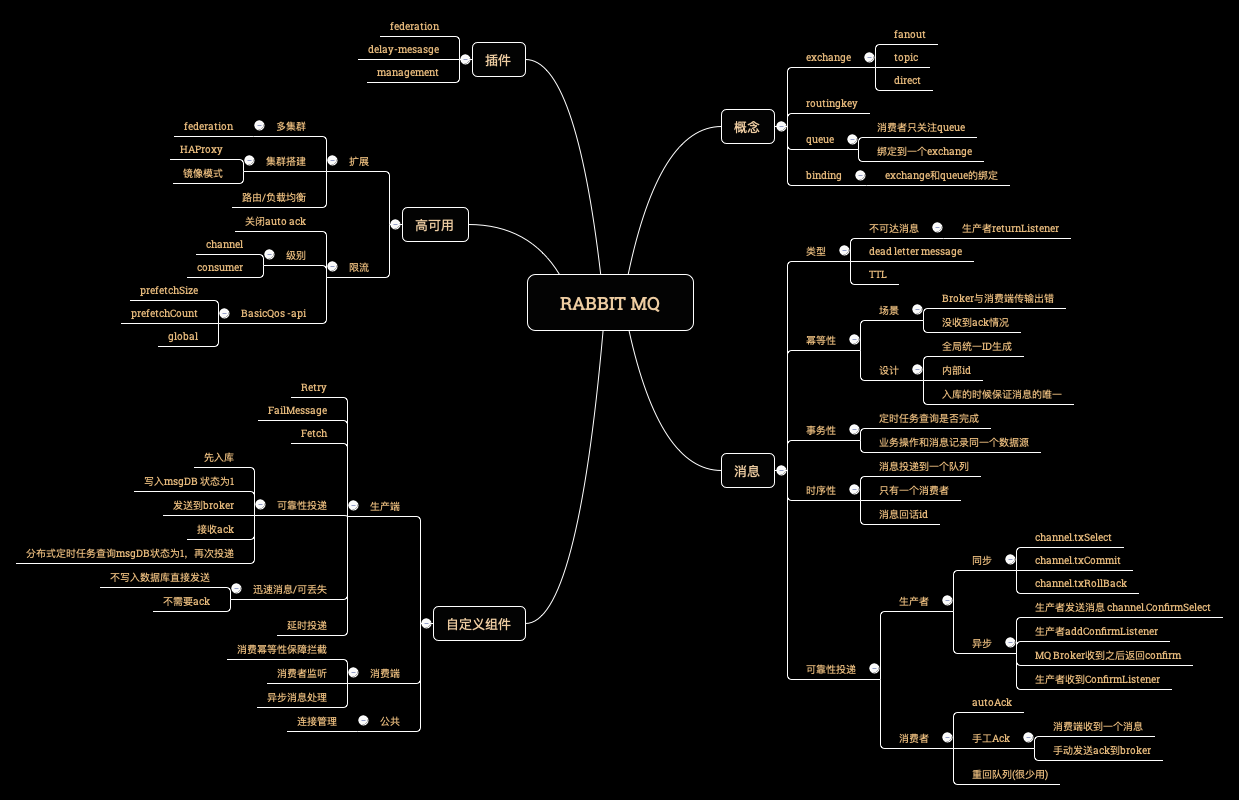 RABBIT MQ
插件
federation
delay-mesasge
management
高可用
扩展
多集群
federation
集群搭建
HAProxy
镜像模式
路由/负载均衡
限流
关闭auto ack
级别
channel
consumer
BasicQos -api
prefetchSize
prefetchCount
global
自定义组件
生产端
Retry
FailMessage
Fetch
可靠性投递
先入库
写入msgDB 状态为1
发送到broker
接收ack
分布式定时任务查询msgDB状态为1，再次投递
迅速消息/可丢失
不写入数据库直接发送
不需要ack
延时投递
消费端
消费幂等性保障拦截
消费者监听
异步消息处理
公共
连接管理
概念
exchange
fanout
topic
direct
routingkey
queue
消费者只关注queue
绑定到一个exchange
binding
exchange和queue的绑定
消息
类型
不可达消息
生产者returnListener
dead letter message
TTL
幂等性
场景
Broker与消费端传输出错
没收到ack情况
设计
全局统一ID生成
内部id
入库的时候保证消息的唯一
事务性
定时任务查询是否完成
业务操作和消息记录同一个数据源
时序性
消息投递到一个队列
只有一个消费者
消息回话id
可靠性投递
生产者
同步
channel.txSelect
channel.txCommit
channel.txRollBack
异步
生产者发送消息 channel.ConfirmSelect
生产者addConfirmListener
MQ Broker收到之后返回confirm
生产者收到ConfirmListener
消费者
autoAck
手工Ack
消费端收到一个消息
手动发送ack到broker
重回队列(很少用)